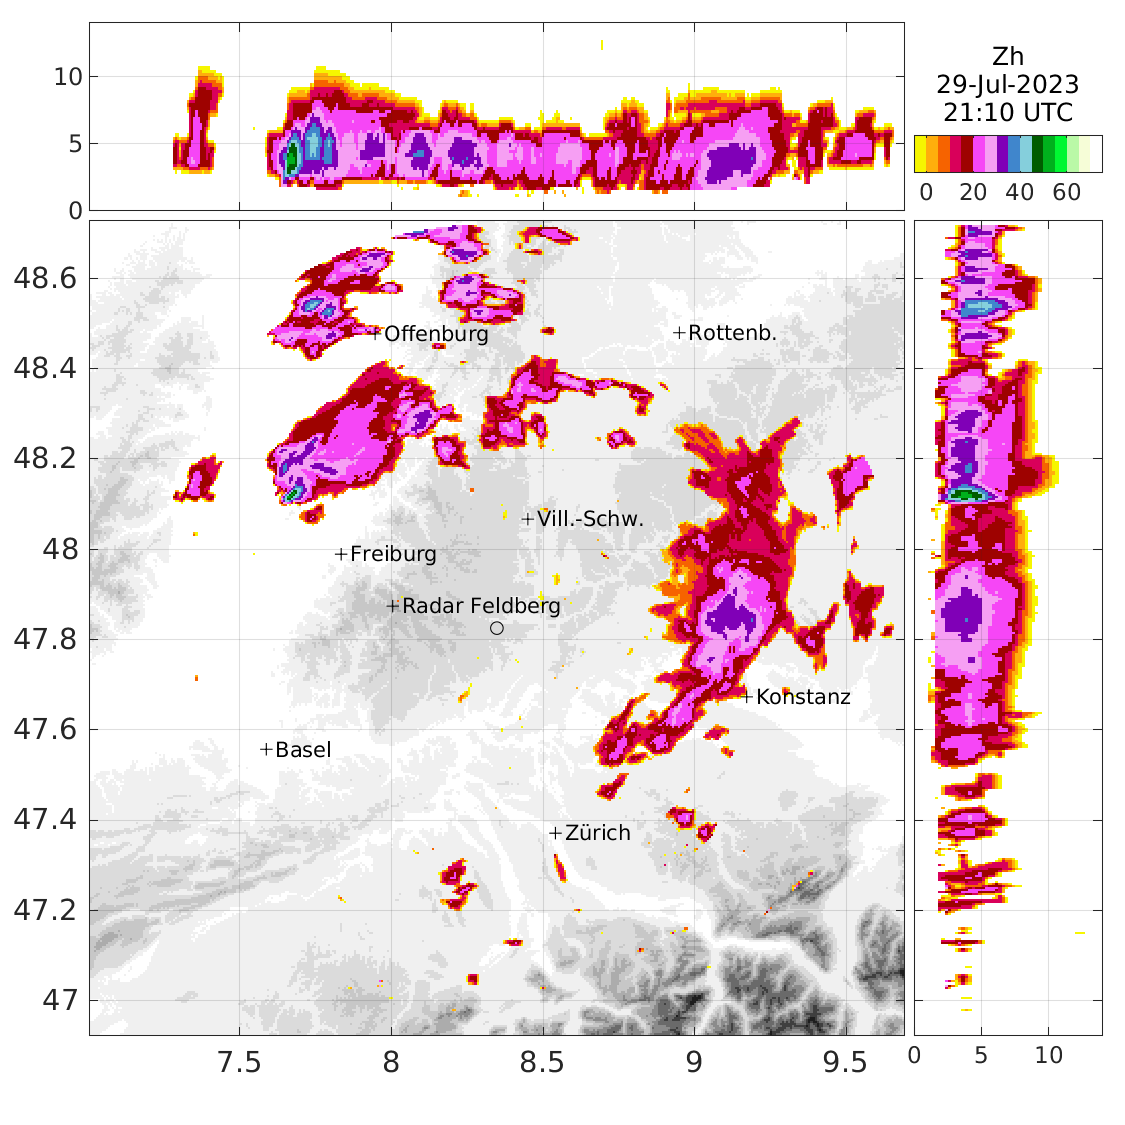 10
5
0
Zh
29-Jul-2023
21:10 UTC
0 20 40 60
48.6
48.4
48.2
48
47.8
47.6
47.4
47.2
47
Offenburg
Rottenb.
Vill.-Schw.
Freiburg
Radar Feldberg
Konstanz
Basel
Zürich
7.5 8 8.5 9 9.5
0 5 10